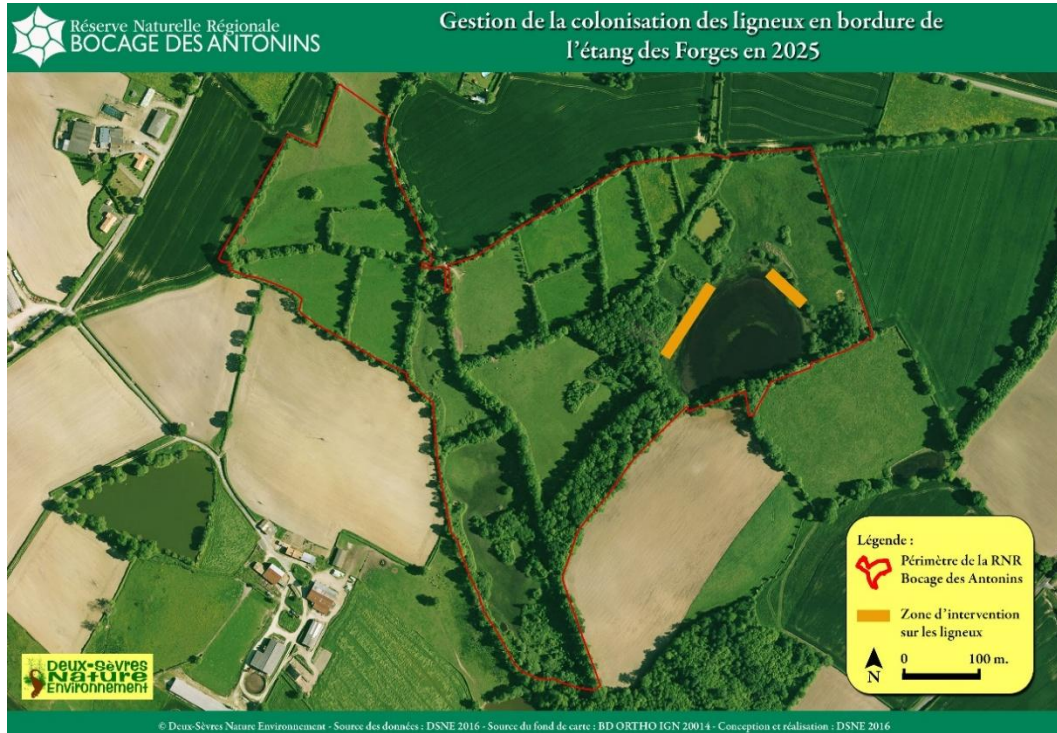 Réserve Naturelle Régionale
BOCAGE DES ANTONINS
Gestion de la colonisation des ligneux en bordure de
l'étang des Forges en 2025
Légende :
Périmètre de la RNR
Bocage des Antonins
Zone d'intervention
sur les ligneux
0 100 m.
N
DEUX-SÈVRES
NATURE
ENVIRONNEMENT
© Deux-Sèvres Nature Environnement - Source des données : DSNE 2016 - Source du fond de carte : BD ORTHO IGN 20014 - Conception et réalisation : DSNE 2016